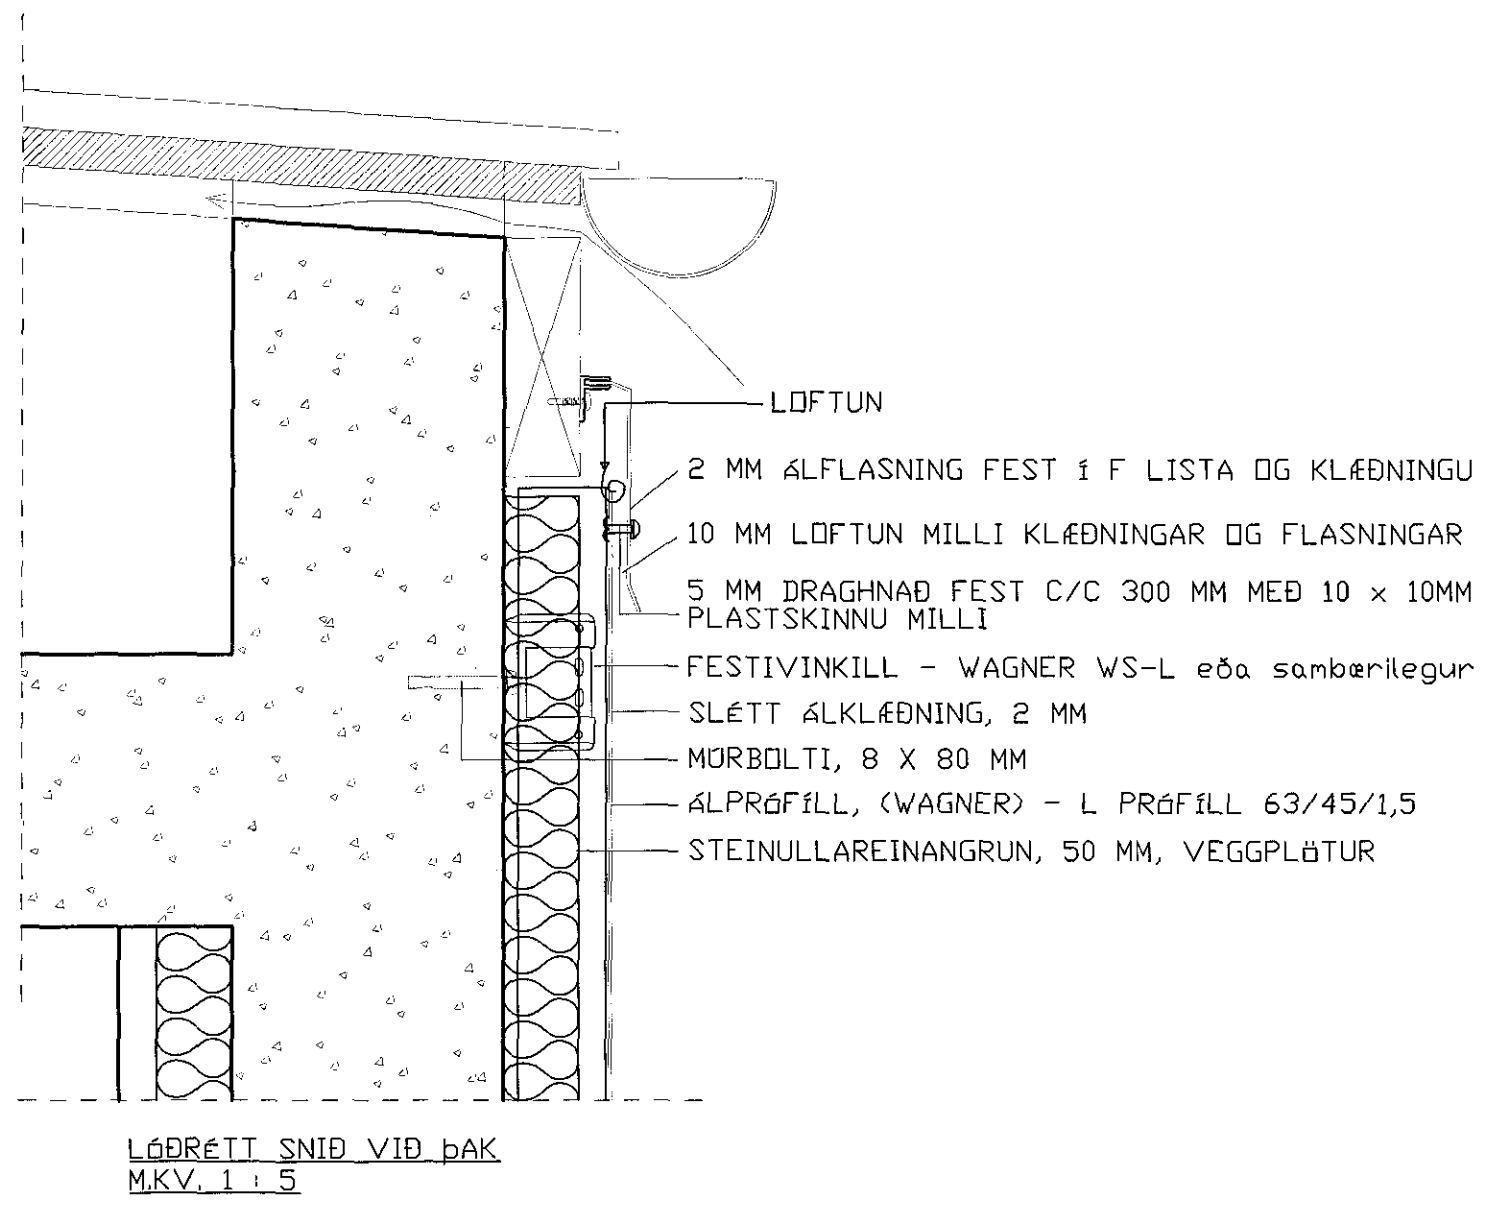 LOFTUN
2 MM ÁLFLASNING FEST Í F LISTA OG KLÆÐNINGU
10 MM LOFTUN MILLI KLÆÐNINGAR OG FLASNINGAR
5 MM DRAGHNAÐ FEST C/C 300 MM MEÐ 10 x 10MM
PLASTSKINNU MILLI
FESTIVINKILL - WAGNER WS-L eða sambærilegur
SLÉTT ÁLKLÆÐNING, 2 MM
MÚRBOLTI, 8 X 80 MM
ÁLPRÓFÍLL, (WAGNER) - L PRÓFÍLL 63/45/1,5
STEINULLAREINANGRUN, 50 MM, VEGGPLÖTUR
LÓÐRÉTT SNIÐ VIÐ ÞAK
M.KV. 1 : 5